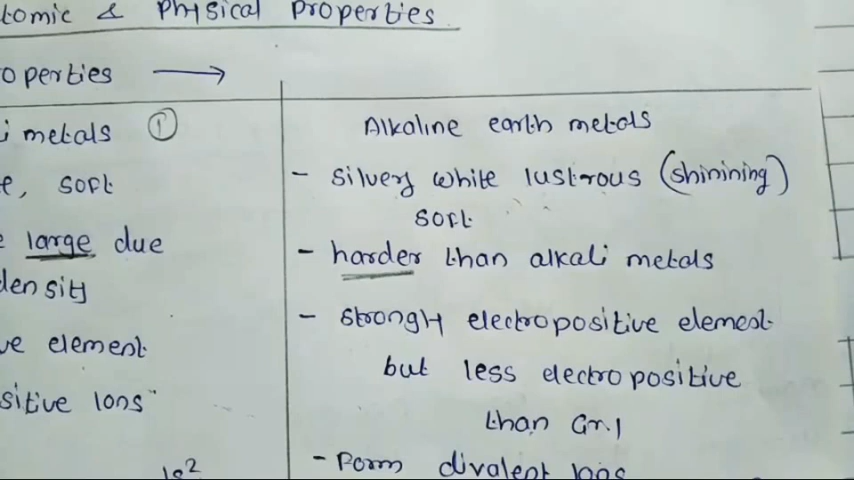 tomic & Physical Properties
operties →
i metals ①
e, soft
e large due
density
ve element
sitive ions
1s²
Alkaline earth metals
- silvery white lustrous (shinining)
soft
- harder than alkali metals
- strongly electropositive element
but less electropositive
than Gr.1
- Form divalent ions